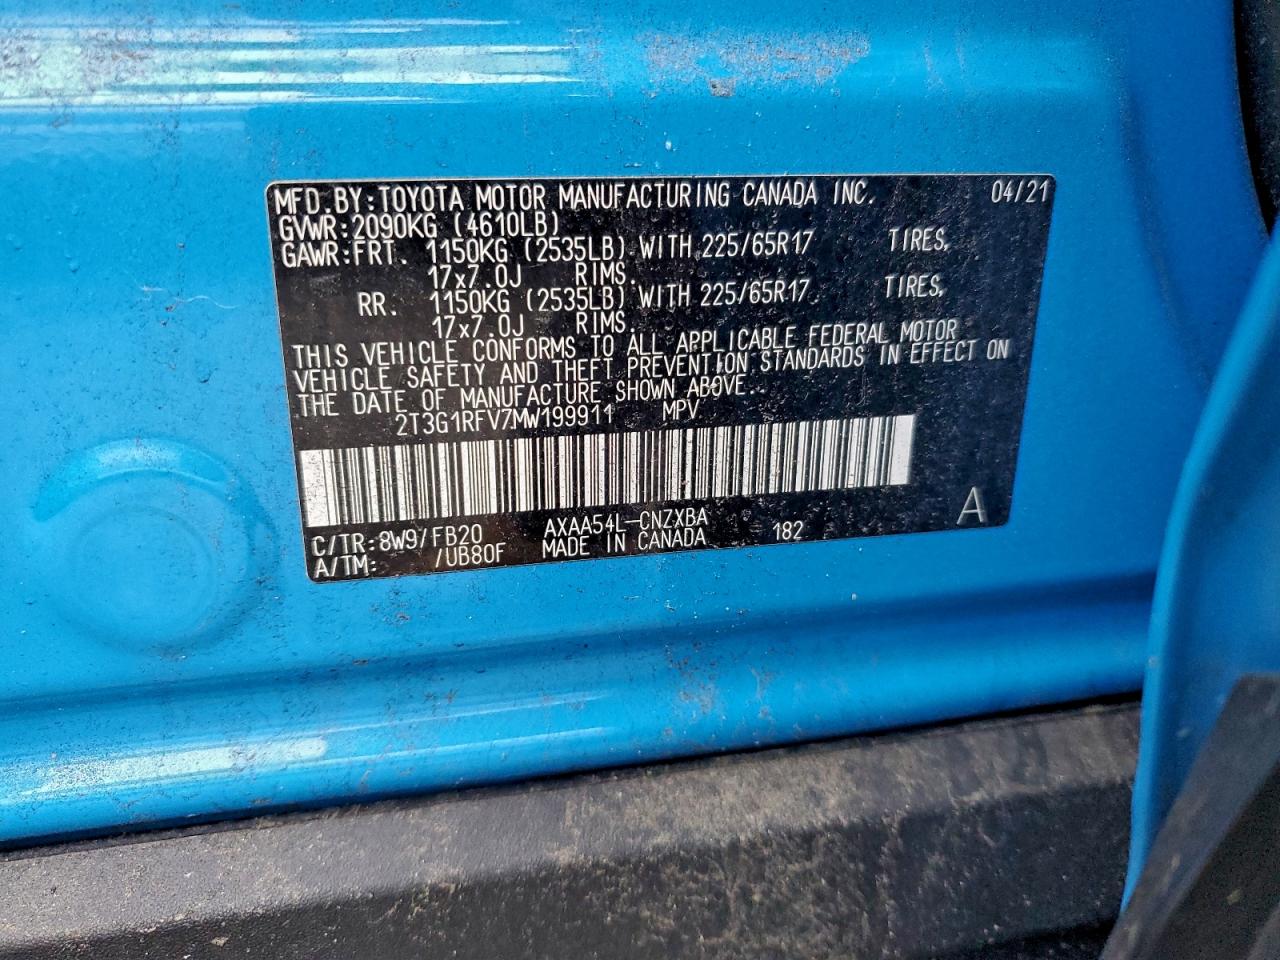 MFD.BY:TOYOTA MOTOR MANUFACTURING CANADA INC. 04/21
GVWR:2090KG (4610LB)
GAWR:FRT. 1150KG (2535LB) WITH 225/65R17 TIRES,
17x7.0J RIMS.
RR. 1150KG (2535LB) WITH 225/65R17 TIRES,
17x7.0J RIMS.
THIS VEHICLE CONFORMS TO ALL APPLICABLE FEDERAL MOTOR
VEHICLE SAFETY AND THEFT PREVENTION STANDARDS IN EFFECT ON
THE DATE OF MANUFACTURE SHOWN ABOVE.
2T3G1RFV7MW199911 MPV
C/TR:8W9/FB20 AXAA54L-CNZXBA 182 A
A/TM: /UB80F MADE IN CANADA